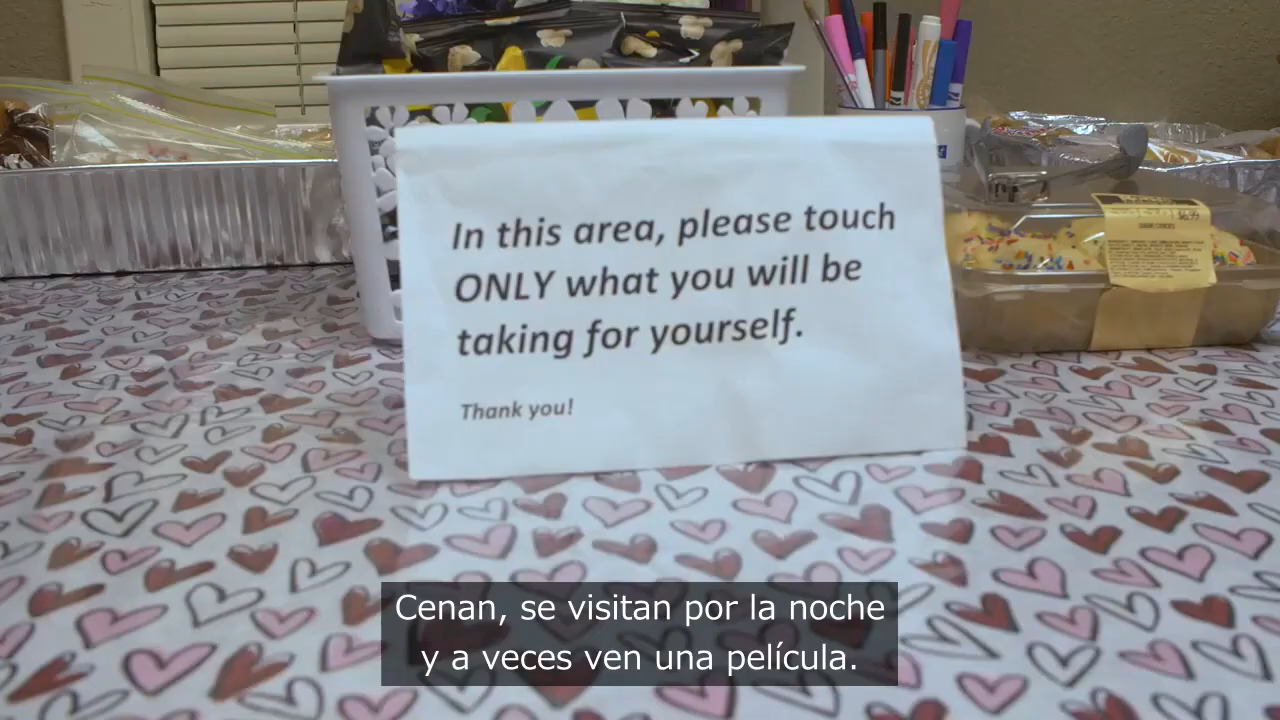 In this area, please touch
ONLY what you will be
taking for yourself.
Thank you!
Cenan, se visitan por la noche
y a veces ven una película.